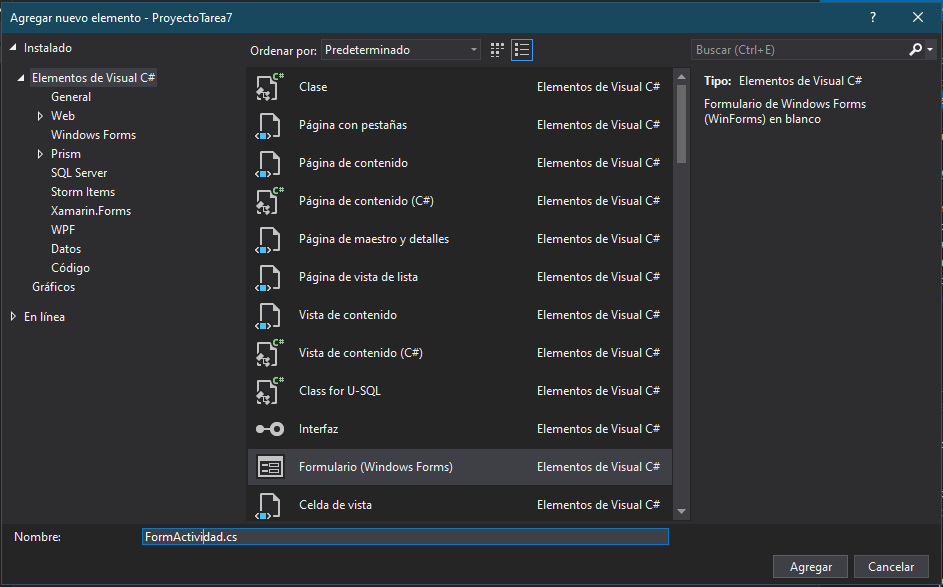 Agregar nuevo elemento - ProyectoTarea7
?
Instalado
Elementos de Visual C#
General
Web
Windows Forms
Prism
SQL Server
Storm Items
Xamarin.Forms
WPF
Datos
Código
Gráficos
En línea
Ordenar por: Predeterminado
C# Clase Elementos de Visual C#
Página con pestañas Elementos de Visual C#
Página de contenido Elementos de Visual C#
C# Página de contenido (C#) Elementos de Visual C#
Página de maestro y detalles Elementos de Visual C#
Página de vista de lista Elementos de Visual C#
Vista de contenido Elementos de Visual C#
C# Vista de contenido (C#) Elementos de Visual C#
C# Class for U-SQL Elementos de Visual C#
Interfaz Elementos de Visual C#
Formulario (Windows Forms) Elementos de Visual C#
Celda de vista Elementos de Visual C#
Buscar (Ctrl+E)
Tipo: Elementos de Visual C#
Formulario de Windows Forms
(WinForms) en blanco
Nombre: FormActividad.cs
Agregar Cancelar